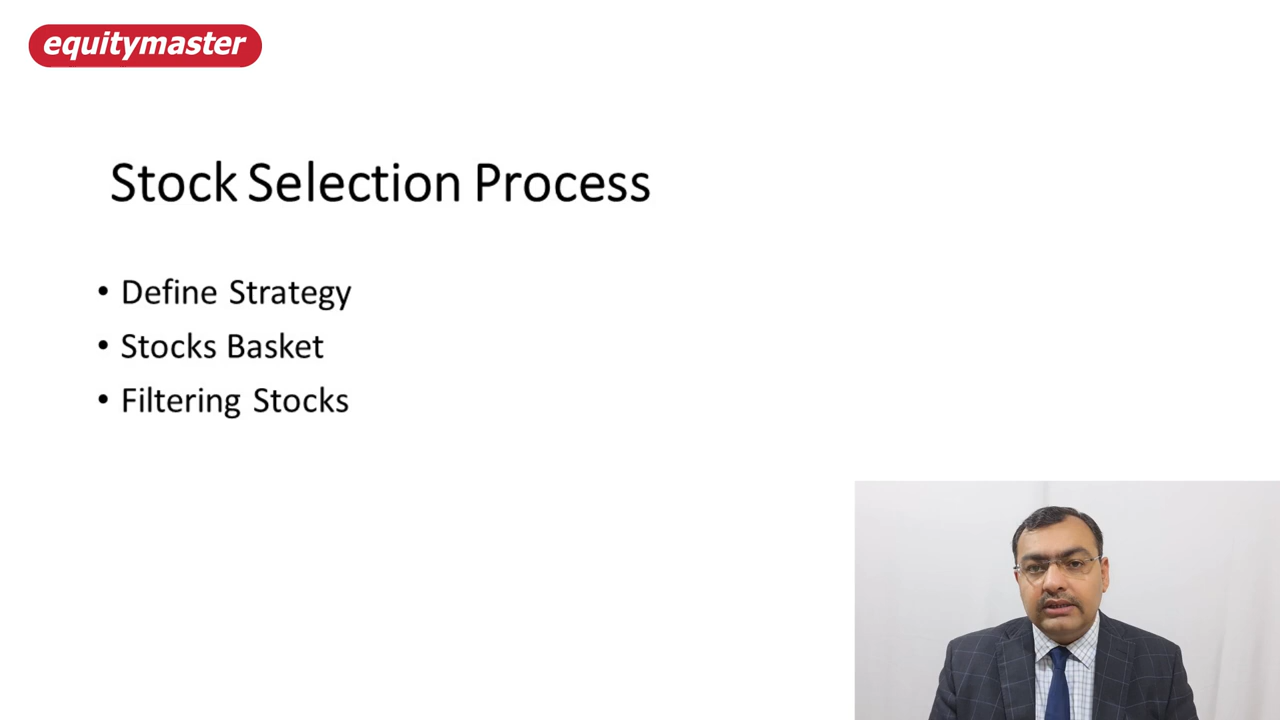 equitymaster
Stock Selection Process
• Define Strategy
• Stocks Basket
• Filtering Stocks